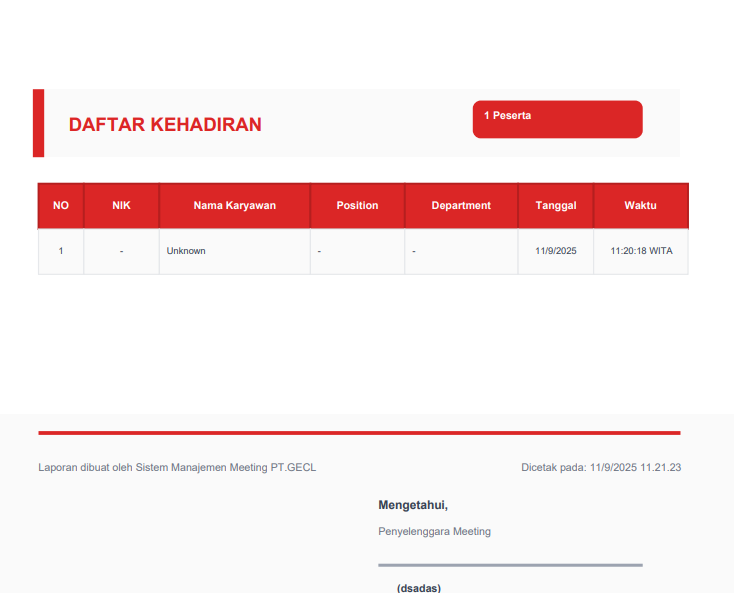 DAFTAR KEHADIRAN
1 Peserta
NO NIK Nama Karyawan Position Department Tanggal Waktu
1 - Unknown - - 11/9/2025 11:20:18 WITA
Laporan dibuat oleh Sistem Manajemen Meeting PT.GECL
Dicetak pada: 11/9/2025 11.21.23
Mengetahui,
Penyelenggara Meeting
(dsadas)